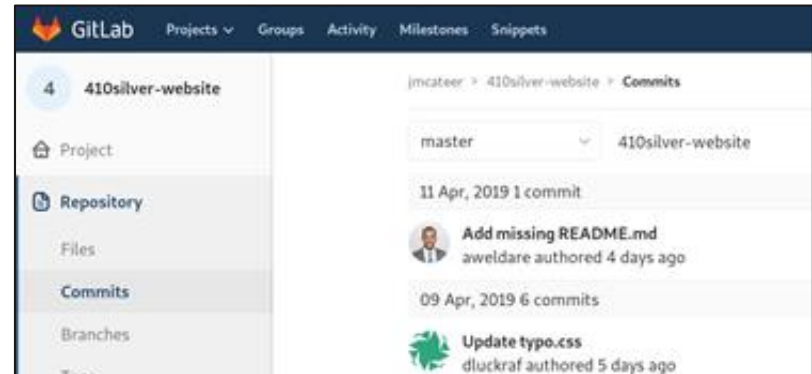 GitLab Projects Groups Activity Milestones Snippets
4 410silver-website
Project
Repository
Files
Commits
Branches
jmcateer > 410silver-website > Commits
master 410silver-website
11 Apr, 2019 1 commit
Add missing README.md
aweldare authored 4 days ago
09 Apr, 2019 6 commits
Update typo.css
dluckraf authored 5 days ago